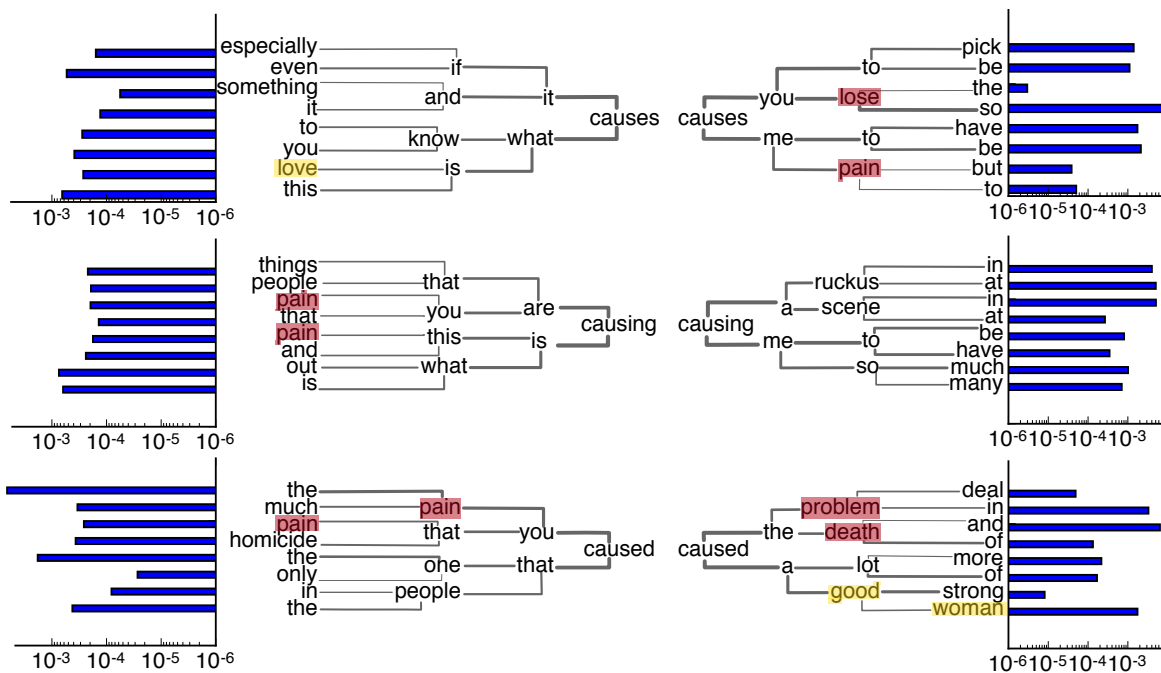 especially
even
something
it
to
you
love
this
if
and
know
is
it
what
causes
10-3 10-4 10-5 10-6
causes
you
me
to
lose
to
pain
pick
be
the
so
have
be
but
to
10-6 10-5 10-4 10-3
things
people
pain
that
pain
and
out
is
that
you
this
what
are
is
causing
10-3 10-4 10-5 10-6
causing
a
me
ruckus
scene
to
so
in
at
in
at
be
have
much
many
10-6 10-5 10-4 10-3
the
much
pain
homicide
the
only
in
the
pain
that
one
people
you
that
caused
10-3 10-4 10-5 10-6
caused
the
a
problem
death
lot
good
deal
in
and
of
more
of
strong
woman
10-6 10-5 10-4 10-3